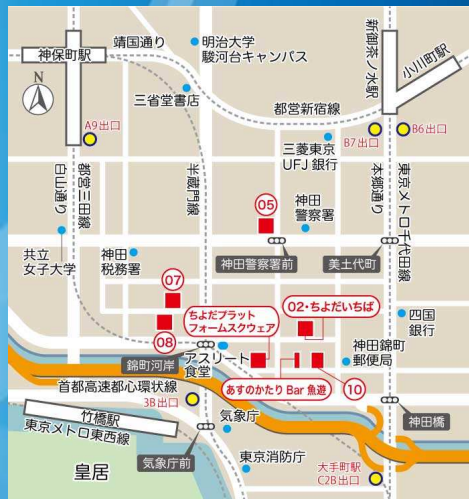 神保町駅
靖国通り
明治大学
駿河台キャンパス
新御茶ノ水駅
小川町駅
N
三省堂書店
都営新宿線
A9出口
三菱東京
UFJ銀行
B7出口
B6出口
白山通り
都営三田線
半蔵門線
本郷通り
東京メトロ千代田線
05
神田
警察署
共立
女子大学
神田
税務署
神田警察署前
美土代町
07
ちよだプラット
フォームスクウェア
02・ちよだいちば
四国
銀行
08
錦町河岸
アスリート
食堂
神田錦町
郵便局
あすのかたりBar 魚遊
10
首都高速都心環状線
3B出口
竹橋駅
東京メトロ東西線
気象庁
神田橋
皇居
気象庁前
東京消防庁
大手町駅
C2B出口